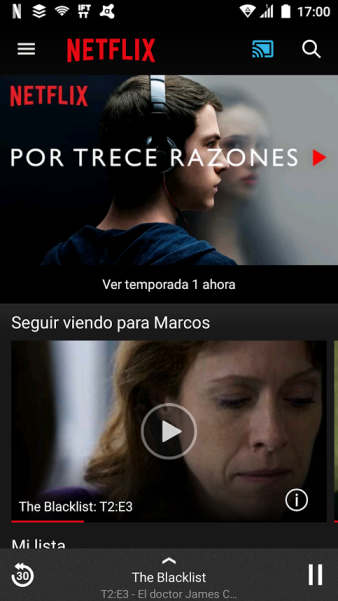 IFTT
17:00
NETFLIX
NETFLIX
POR TRECE RAZONES
Ver temporada 1 ahora
Seguir viendo para Marcos
The Blacklist: T2:E3
Mi lista
30
The Blacklist
T2:E3 - El doctor James C...